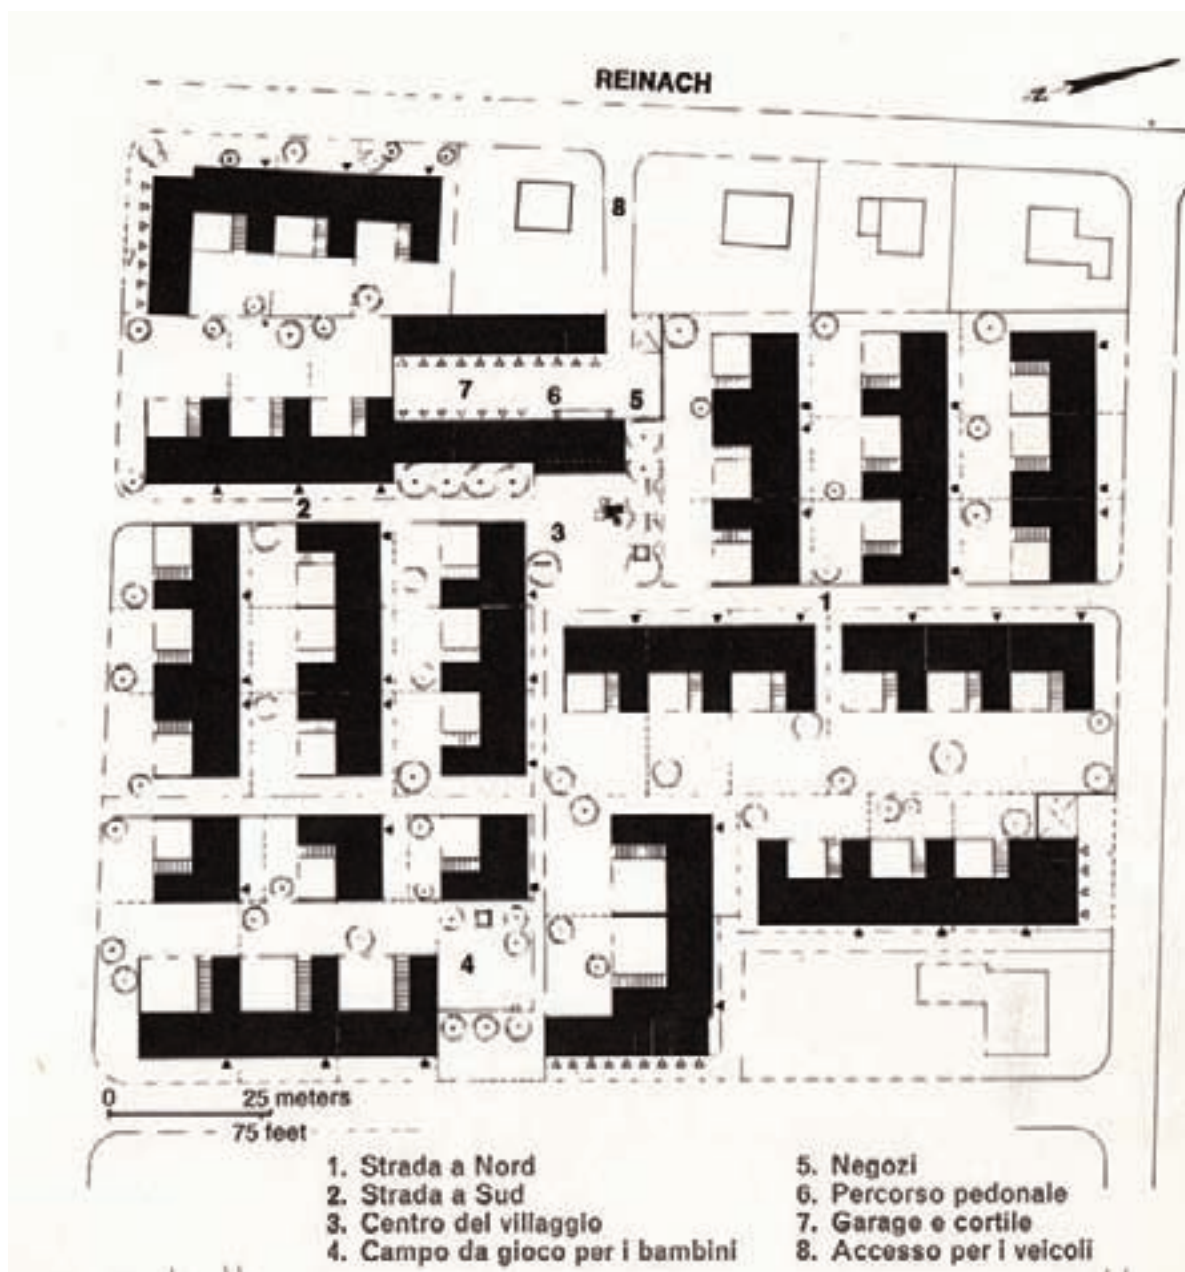 REINACH
N
8
7
6
5
2
3
1
4
0 25 meters
75 feet
1. Strada a Nord
2. Strada a Sud
3. Centro del villaggio
4. Campo da gioco per i bambini
5. Negozi
6. Percorso pedonale
7. Garage e cortile
8. Accesso per i veicoli